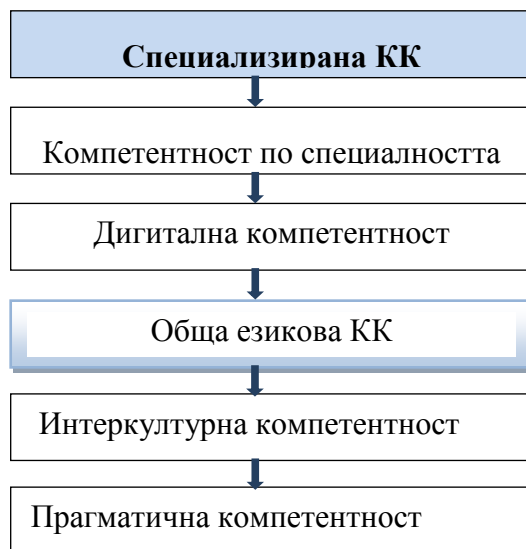 Специализирана КК
Компетентност по специалността
Дигитална компетентност
Обща езикова КК
Интеркултурна компетентност
Прагматична компетентност